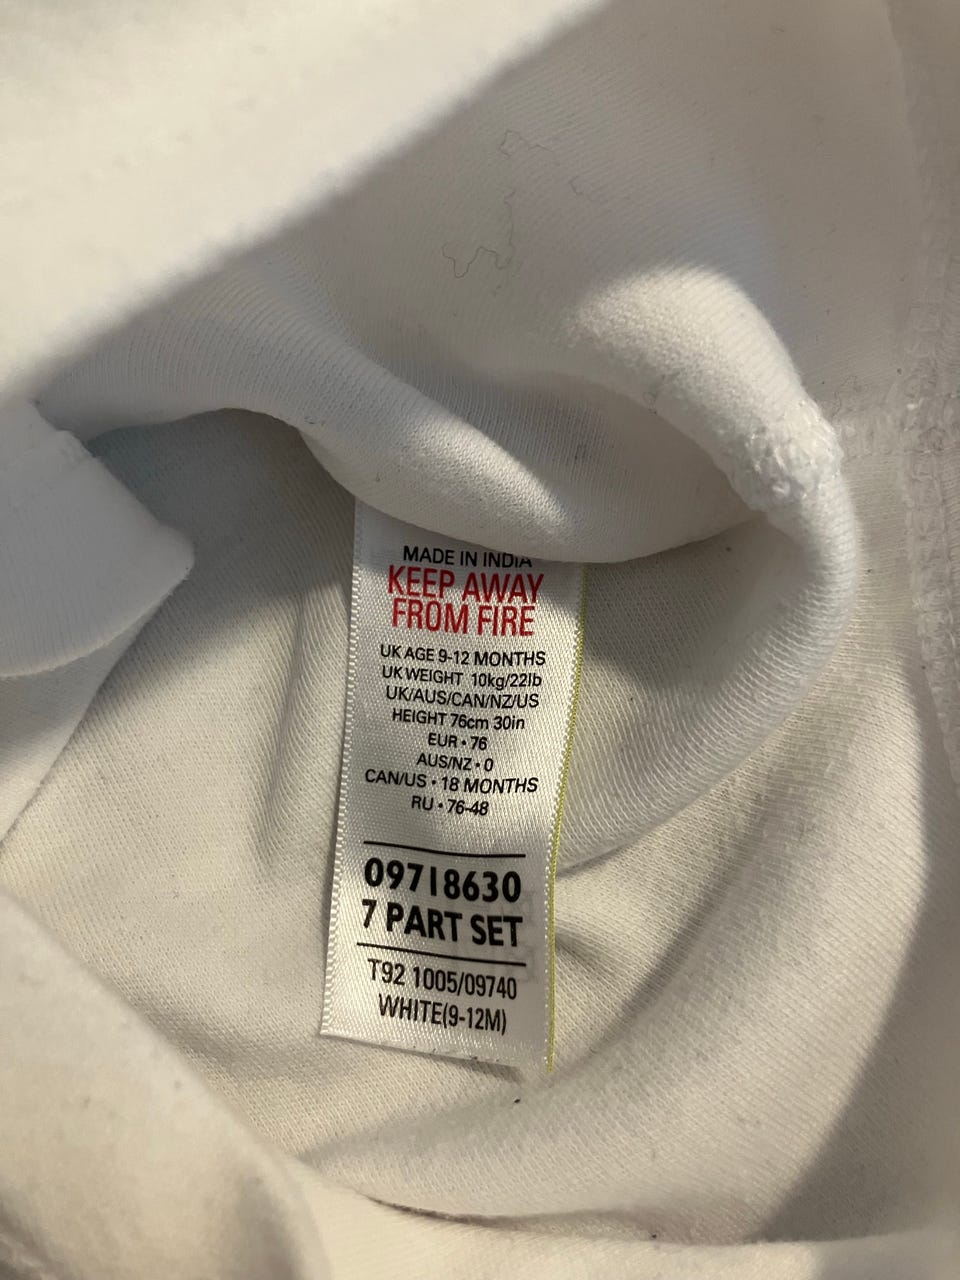 MADE IN INDIA
KEEP AWAY
FROM FIRE
UK AGE 9-12 MONTHS
UK WEIGHT 10kg/22lb
UK/AUS/CAN/NZ/US
HEIGHT 76cm 30in
EUR • 76
AUS/NZ • 0
CAN/US • 18 MONTHS
RU • 76-48
09718630
7 PART SET
T92 1005/09740
WHITE(9-12M)